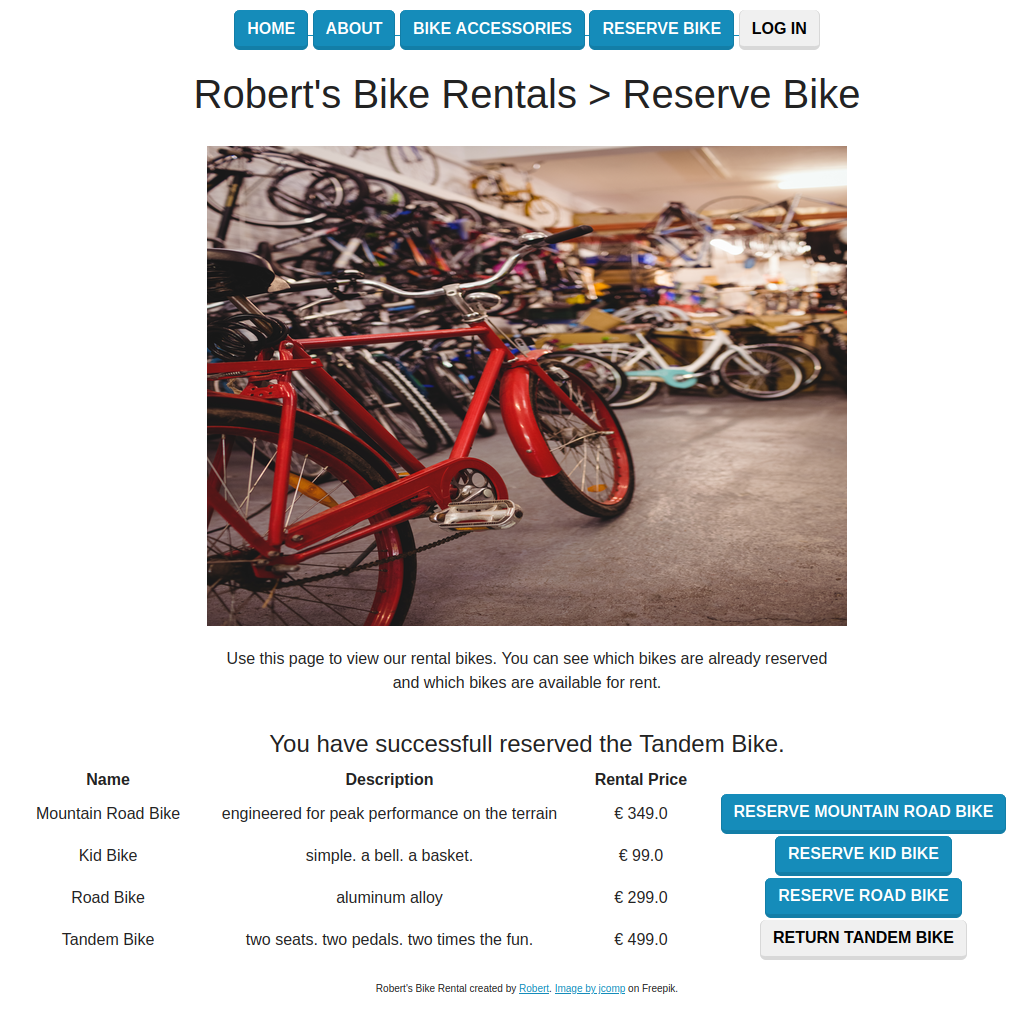 HOME ABOUT BIKE ACCESSORIES RESERVE BIKE LOG IN
Robert's Bike Rentals > Reserve Bike
Use this page to view our rental bikes. You can see which bikes are already reserved
and which bikes are available for rent.
You have successfull reserved the Tandem Bike.
Name Description Rental Price
Mountain Road Bike engineered for peak performance on the terrain € 349.0 RESERVE MOUNTAIN ROAD BIKE
Kid Bike simple. a bell. a basket. € 99.0 RESERVE KID BIKE
Road Bike aluminum alloy € 299.0 RESERVE ROAD BIKE
Tandem Bike two seats. two pedals. two times the fun. € 499.0 RETURN TANDEM BIKE
Robert's Bike Rental created by Robert. Image by jcomp on Freepik.